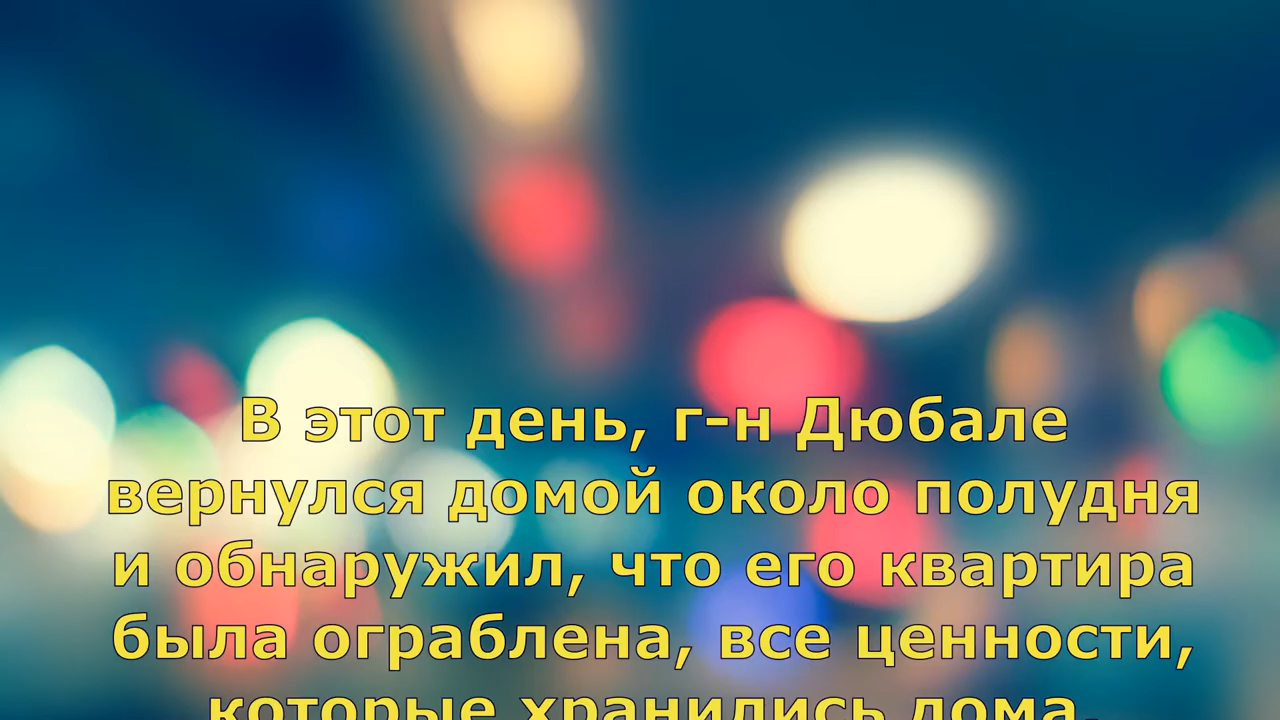 В этот день, г-н Дюбале
вернулся домой около полудня
и обнаружил, что его квартира
была ограблена, все ценности,
которые хранились дома,